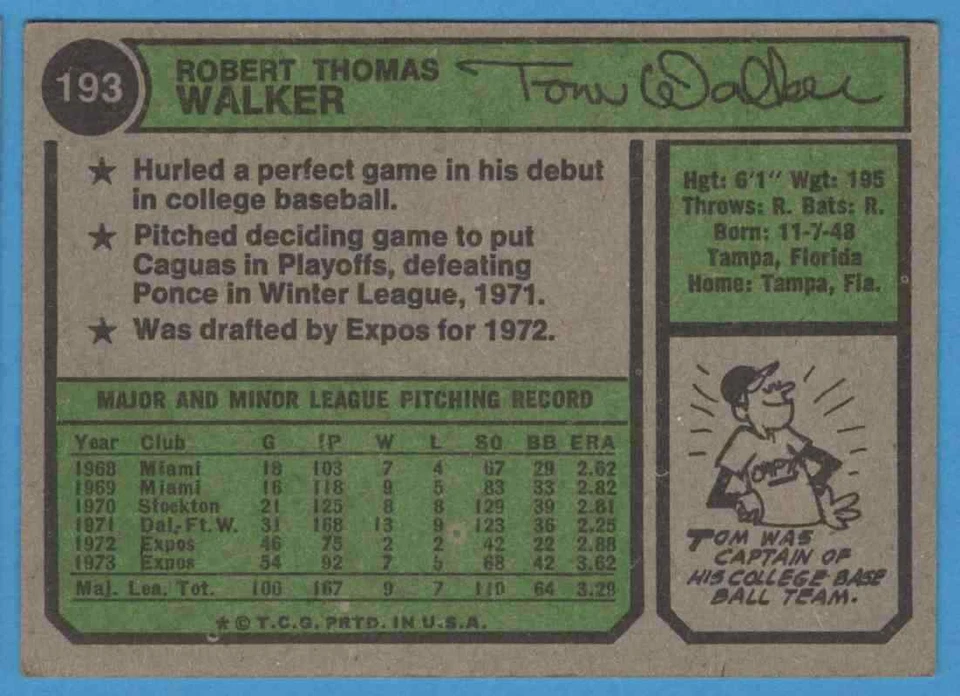 193
ROBERT THOMAS
WALKER
Tom Walker
★ Hurled a perfect game in his debut
in college baseball.
★ Pitched deciding game to put
Caguas in Playoffs, defeating
Ponce in Winter League, 1971.
★ Was drafted by Expos for 1972.
Hgt: 6'1" Wgt: 195
Throws: R. Bats: R.
Born: 11-7-48
Tampa, Florida
Home: Tampa, Fla.
MAJOR AND MINOR LEAGUE PITCHING RECORD
Year Club G IP W L SO BB ERA
1968 Miami 18 103 7 4 67 29 2.62
1969 Miami 16 118 9 5 83 33 2.82
1970 Stockton 21 125 8 8 129 39 2.81
1971 Dal.-Ft. W. 31 168 13 9 123 36 2.25
1972 Expos 46 75 2 2 42 22 2.88
1973 Expos 54 92 7 5 68 42 3.62
Maj. Lea. Tot. 100 167 9 7 110 64 3.29
★ © T.C.G. PRTD. IN U.S.A.
CAPT
TOM WAS
CAPTAIN OF
HIS COLLEGE BASE
BALL TEAM.